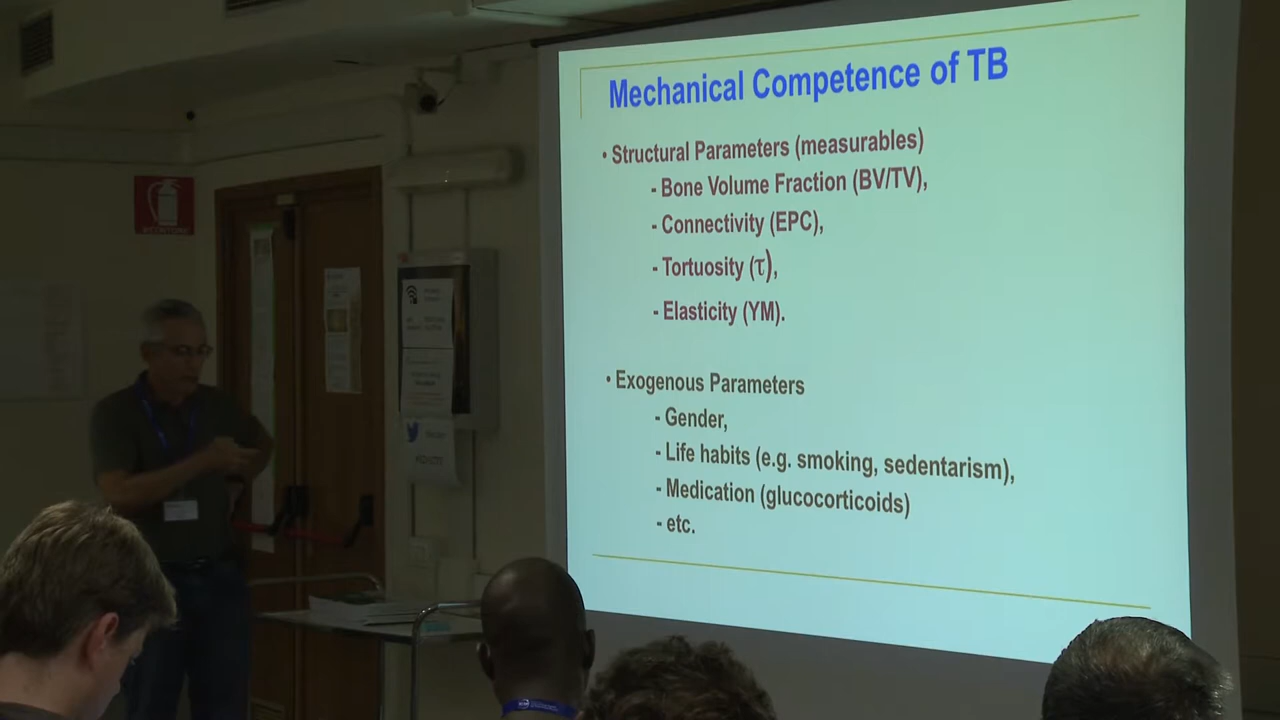 Mechanical Competence of TB
• Structural Parameters (measurables)
- Bone Volume Fraction (BV/TV),
- Connectivity (EPC),
- Tortuosity (τ),
- Elasticity (YM).
• Exogenous Parameters
- Gender,
- Life habits (e.g. smoking, sedentarism),
- Medication (glucocorticoids)
- etc.